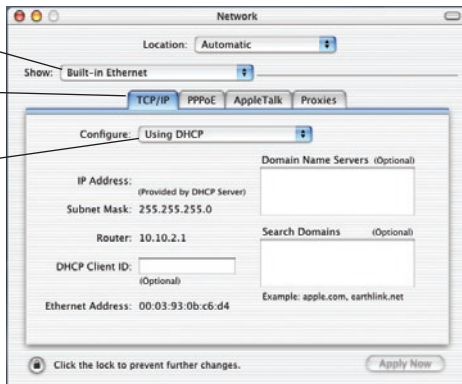 Network
Location: Automatic
Show: Built-in Ethernet
TCP/IP PPPoE AppleTalk Proxies
Configure: Using DHCP
Domain Name Servers (Optional)
IP Address:
(Provided by DHCP Server)
Subnet Mask: 255.255.255.0
Router: 10.10.2.1
Search Domains (Optional)
DHCP Client ID:
(Optional)
Example: apple.com, earthlink.net
Ethernet Address: 00:03:93:0b:c6:d4
Click the lock to prevent further changes.
Apply Now